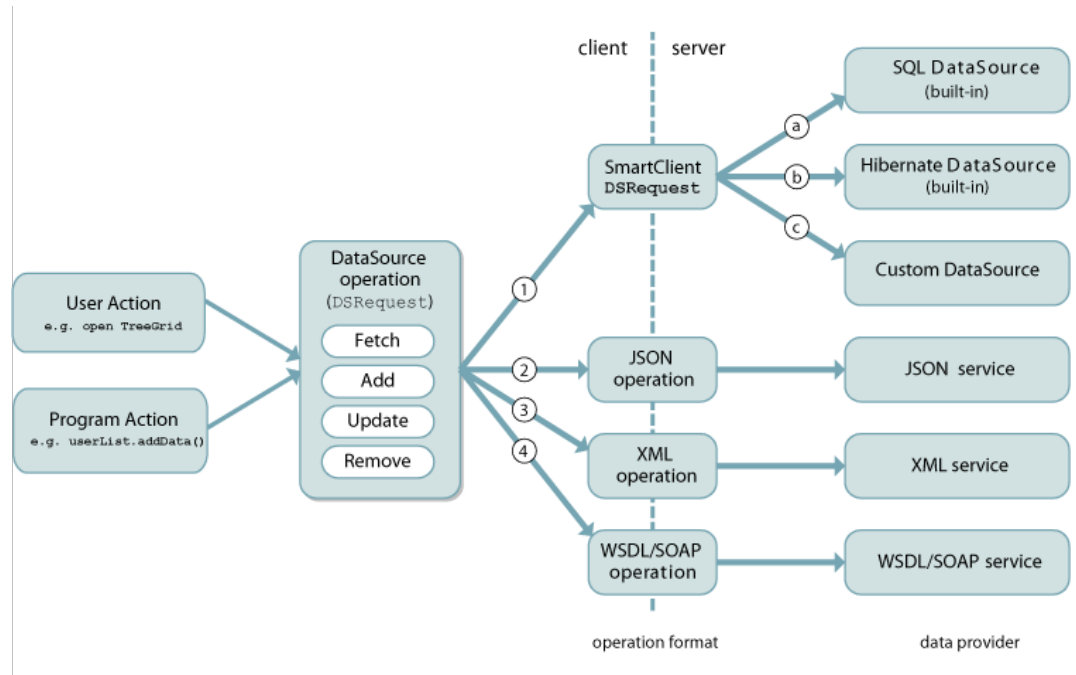 client
server
SQL DataSource
(built-in)
a
SmartClient
DSRequest
b
Hibernate DataSource
(built-in)
c
Custom DataSource
DataSource
operation
(DSRequest)
Fetch
Add
Update
Remove
User Action
e.g. open TreeGrid
Program Action
e.g. userList.addData()
1
2
JSON
operation
JSON service
3
XML
operation
XML service
4
WSDL/SOAP
operation
WSDL/SOAP service
operation format
data provider